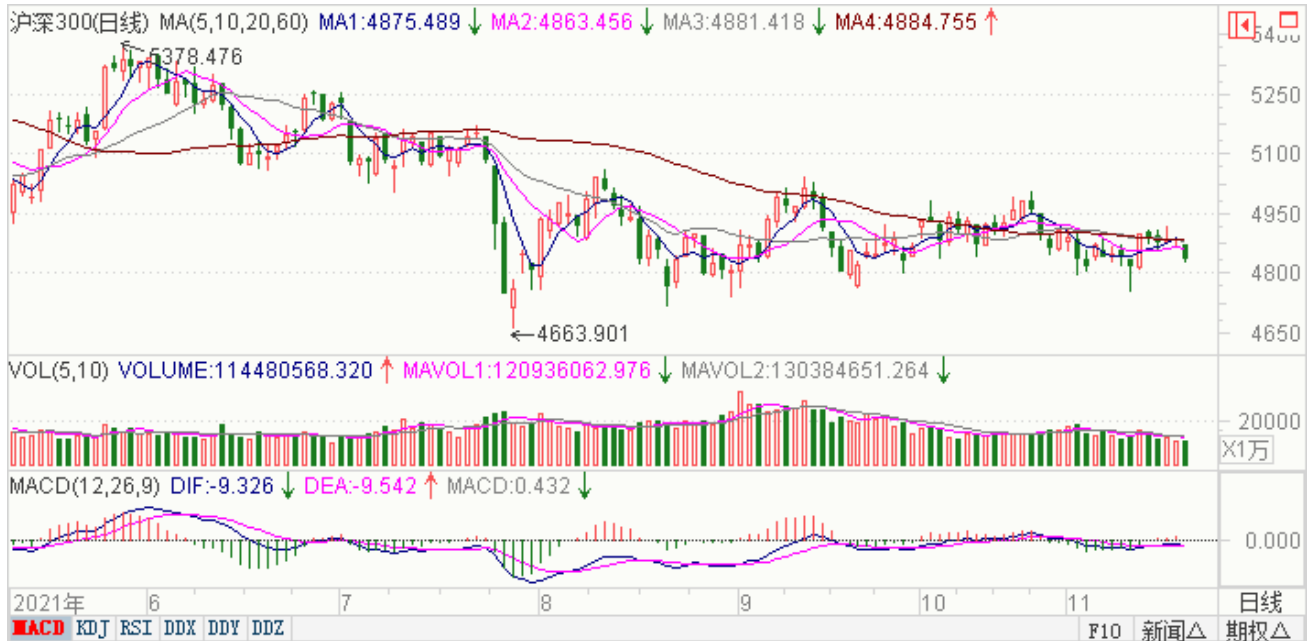 沪深300(日线) MA(5,10,20,60) MA1:4875.489↓ MA2:4863.456↓ MA3:4881.418↓ MA4:4884.755↑
5400
5378.476
5250
5100
4950
4800
4663.901
4650
VOL(5,10) VOLUME:114480568.320↑ MAVOL1:120936062.976↓ MAVOL2:130384651.264↓
20000
X1万
MACD(12,26,9) DIF:-9.326↓ DEA:-9.542↑ MACD:0.432↓
0.000
2021年 6 7 8 9 10 11 日线
MACD KDJ RSI DDX DDY DDZ F10 新闻△ 期权△